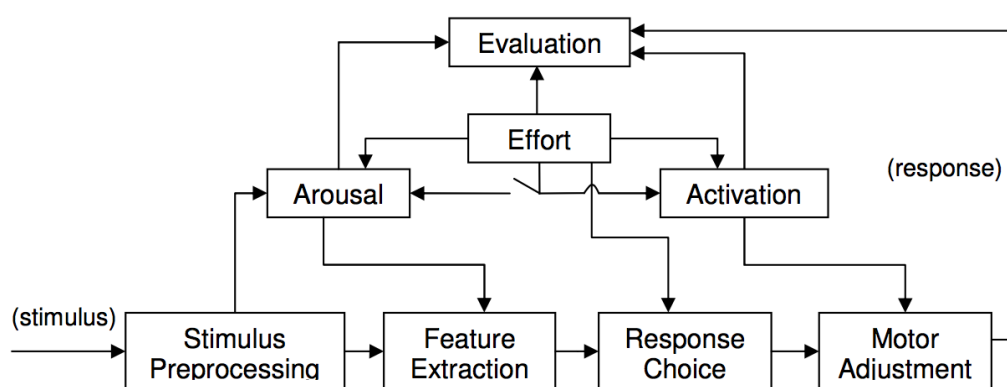 Evaluation
Effort
(response)
Arousal
Activation
(stimulus)
Stimulus
Preprocessing
Feature
Extraction
Response
Choice
Motor
Adjustment